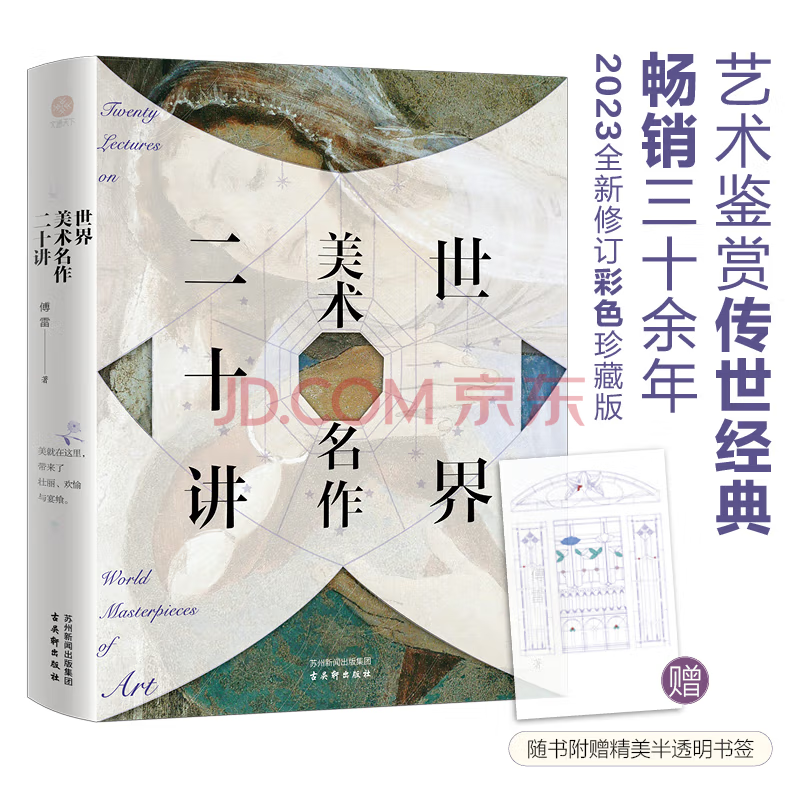 艺术鉴赏传世经典
畅销三十余年
2023全新修订彩色珍藏版
世界
美术名作
二十讲
Twenty
Lectures
on
World
Masterpieces
of
Art
苏州新闻出版集团
古吴轩出版社
世界
美术名作
二十讲
傅雷
著
美就在这里，
带来了
壮丽、欢愉
与宴飨。
苏州新闻出版集团
古吴轩出版社
JD.COM 京东
傅雷
著
赠
随书附赠精美半透明书签